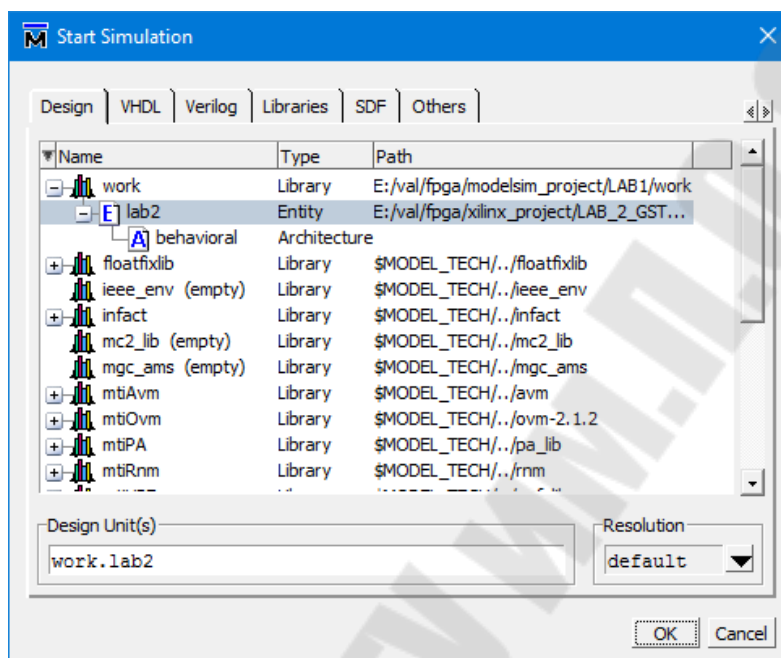 Start Simulation
Design VHDL Verilog Libraries SDF Others
Name Type Path
work Library E:/val/fpga/modelsim_project/LAB1/work
lab2 Entity E:/val/fpga/xilinx_project/LAB_2_GST...
behavioral Architecture
floatfixlib Library $MODEL_TECH/../floatfixlib
ieee_env (empty) Library $MODEL_TECH/../ieee_env
infact Library $MODEL_TECH/../infact
mc2_lib (empty) Library $MODEL_TECH/../mc2_lib
mgc_ams (empty) Library $MODEL_TECH/../mgc_ams
mtiAvm Library $MODEL_TECH/../avm
mtiOvm Library $MODEL_TECH/../ovm-2.1.2
mtiPA Library $MODEL_TECH/../pa_lib
mtiRnm Library $MODEL_TECH/../rnm
Design Unit(s) Resolution
work.lab2 default
OK Cancel